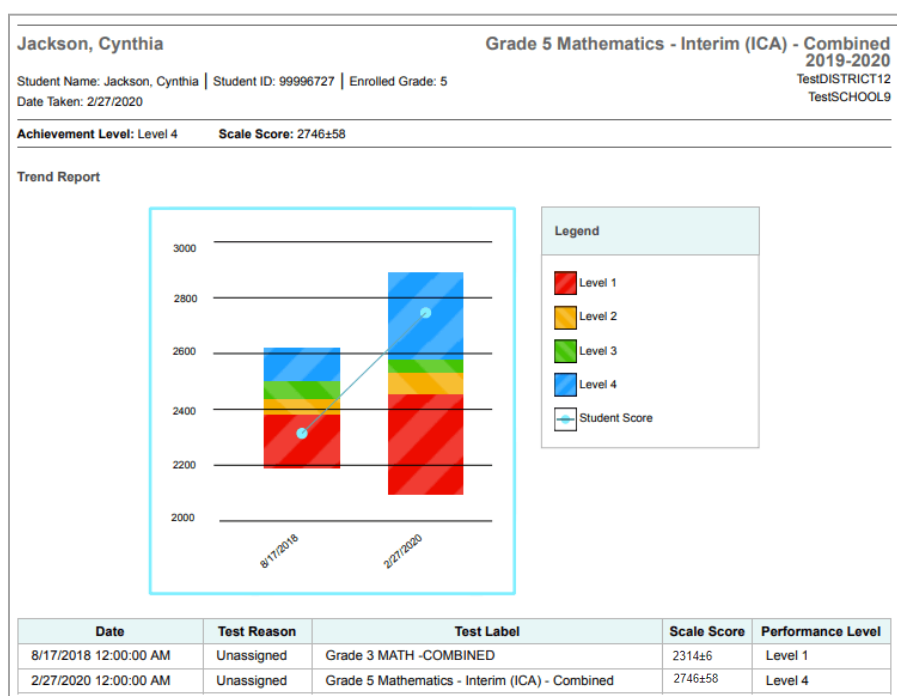 Jackson, Cynthia
Grade 5 Mathematics - Interim (ICA) - Combined
2019-2020
Student Name: Jackson, Cynthia | Student ID: 99996727 | Enrolled Grade: 5
TestDISTRICT12
Date Taken: 2/27/2020
TestSCHOOL9
Achievement Level: Level 4 Scale Score: 2746±58
Trend Report
3000
2800
2600
2400
2200
2000
8/17/2018
2/27/2020
Legend
Level 1
Level 2
Level 3
Level 4
Student Score
Date Test Reason Test Label Scale Score Performance Level
8/17/2018 12:00:00 AM Unassigned Grade 3 MATH -COMBINED 2314±6 Level 1
2/27/2020 12:00:00 AM Unassigned Grade 5 Mathematics - Interim (ICA) - Combined 2746±58 Level 4